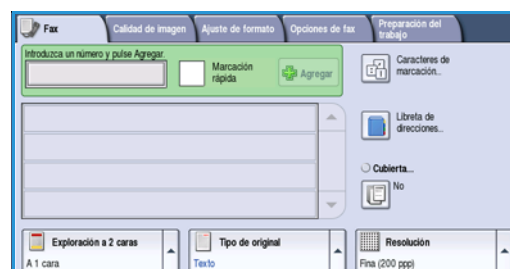 Fax
Calidad de imagen
Ajuste de formato
Opciones de fax
Preparación del
trabajo
Introduzca un número y pulse Agregar.
Marcación
rápida
Agregar
Caracteres de
marcación...
Libreta de
direcciones...
Cubierta...
No
Exploración a 2 caras
A 1 cara
Tipo de original
Texto
Resolución
Fina (200 ppp)